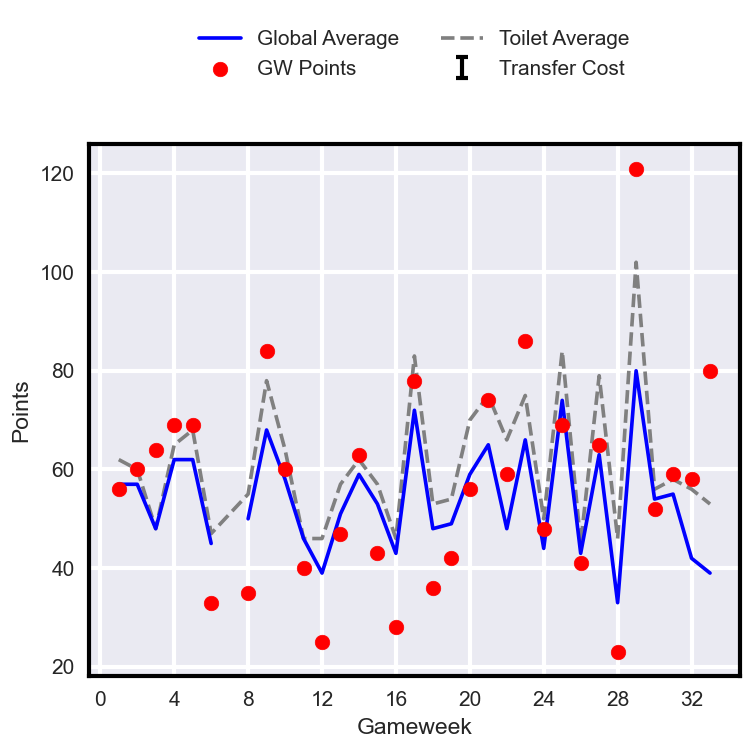 Global Average
Toilet Average
GW Points
Transfer Cost
120
100
80
60
40
20
Points
0 4 8 12 16 20 24 28 32
Gameweek